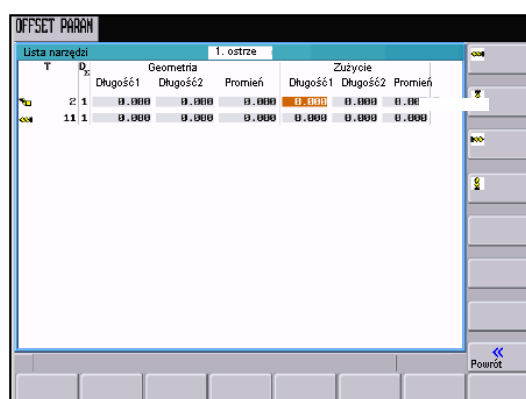 OFFSET PARAM
Lista narzędzi 1. ostrze
T D Σ Geometria Zużycie
Długość1 Długość2 Promień Długość1 Długość2 Promień
2 1 0.000 0.000 0.000 0.000 0.000 0.00
11 1 0.000 0.000 0.000 0.000 0.000 0.000
Powrót